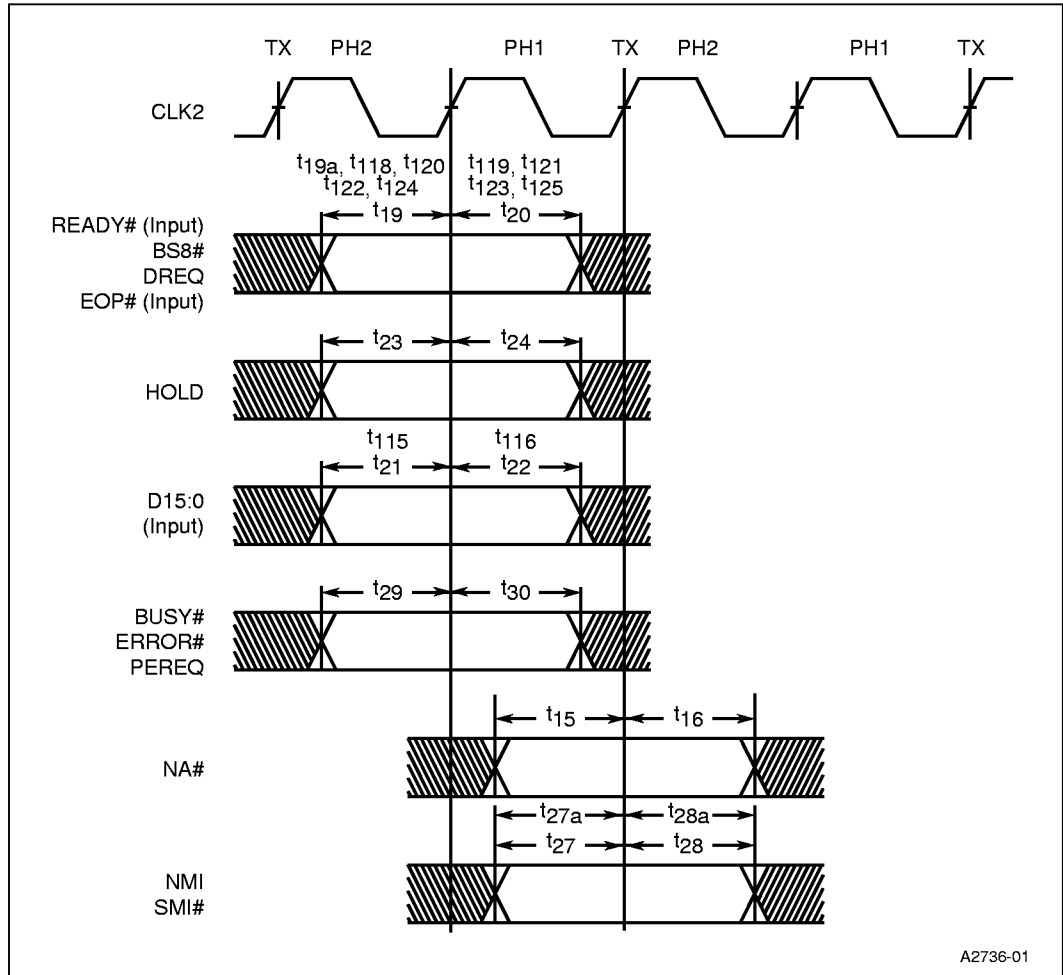 TX PH2 PH1 TX PH2 PH1 TX
CLK2
t19a, t118, t120 t119, t121
t122, t124 t123, t125
t19 t20
READY# (Input)
BS8#
DREQ
EOP# (Input)
t23 t24
HOLD
t115 t116
t21 t22
D15:0
(Input)
t29 t30
BUSY#
ERROR#
PEREQ
t15 t16
NA#
t27a t28a
t27 t28
NMI
SMI#
A2736-01